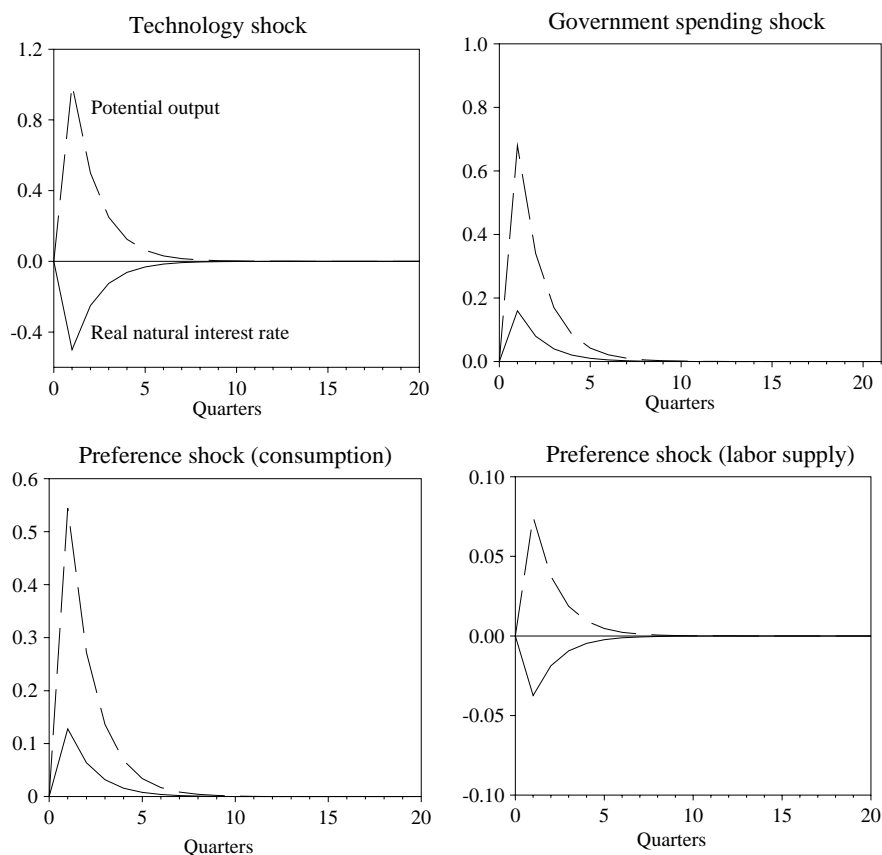 Technology shock
1.2
0.8
0.4
0.0
-0.4
Potential output
Real natural interest rate
0 5 10 15 20
Quarters
Government spending shock
1.0
0.8
0.6
0.4
0.2
0.0
0 5 10 15 20
Quarters
Preference shock (consumption)
0.6
0.5
0.4
0.3
0.2
0.1
0
0 5 10 15 20
Quarters
Preference shock (labor supply)
0.10
0.05
0.00
-0.05
-0.10
0 5 10 15 20
Quarters